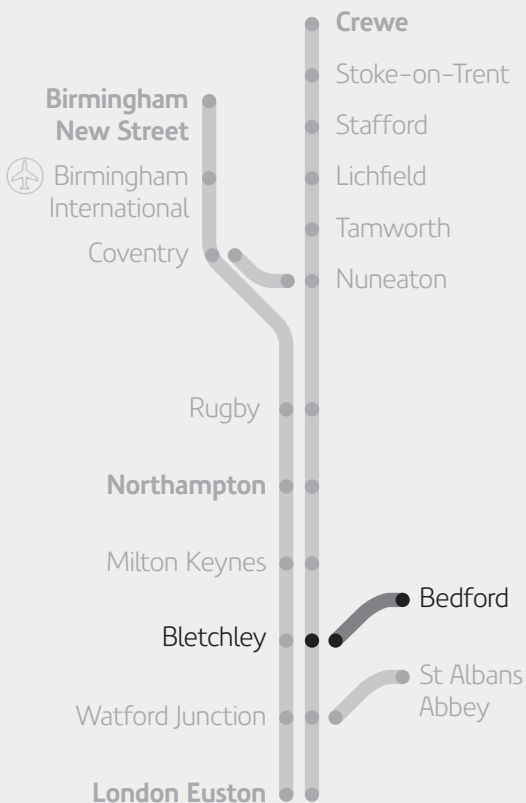 Crewe
Stoke-on-Trent
Birmingham
New Street
Stafford
Birmingham
International
Lichfield
Tamworth
Coventry
Nuneaton
Rugby
Northampton
Milton Keynes
Bedford
Bletchley
St Albans
Abbey
Watford Junction
London Euston